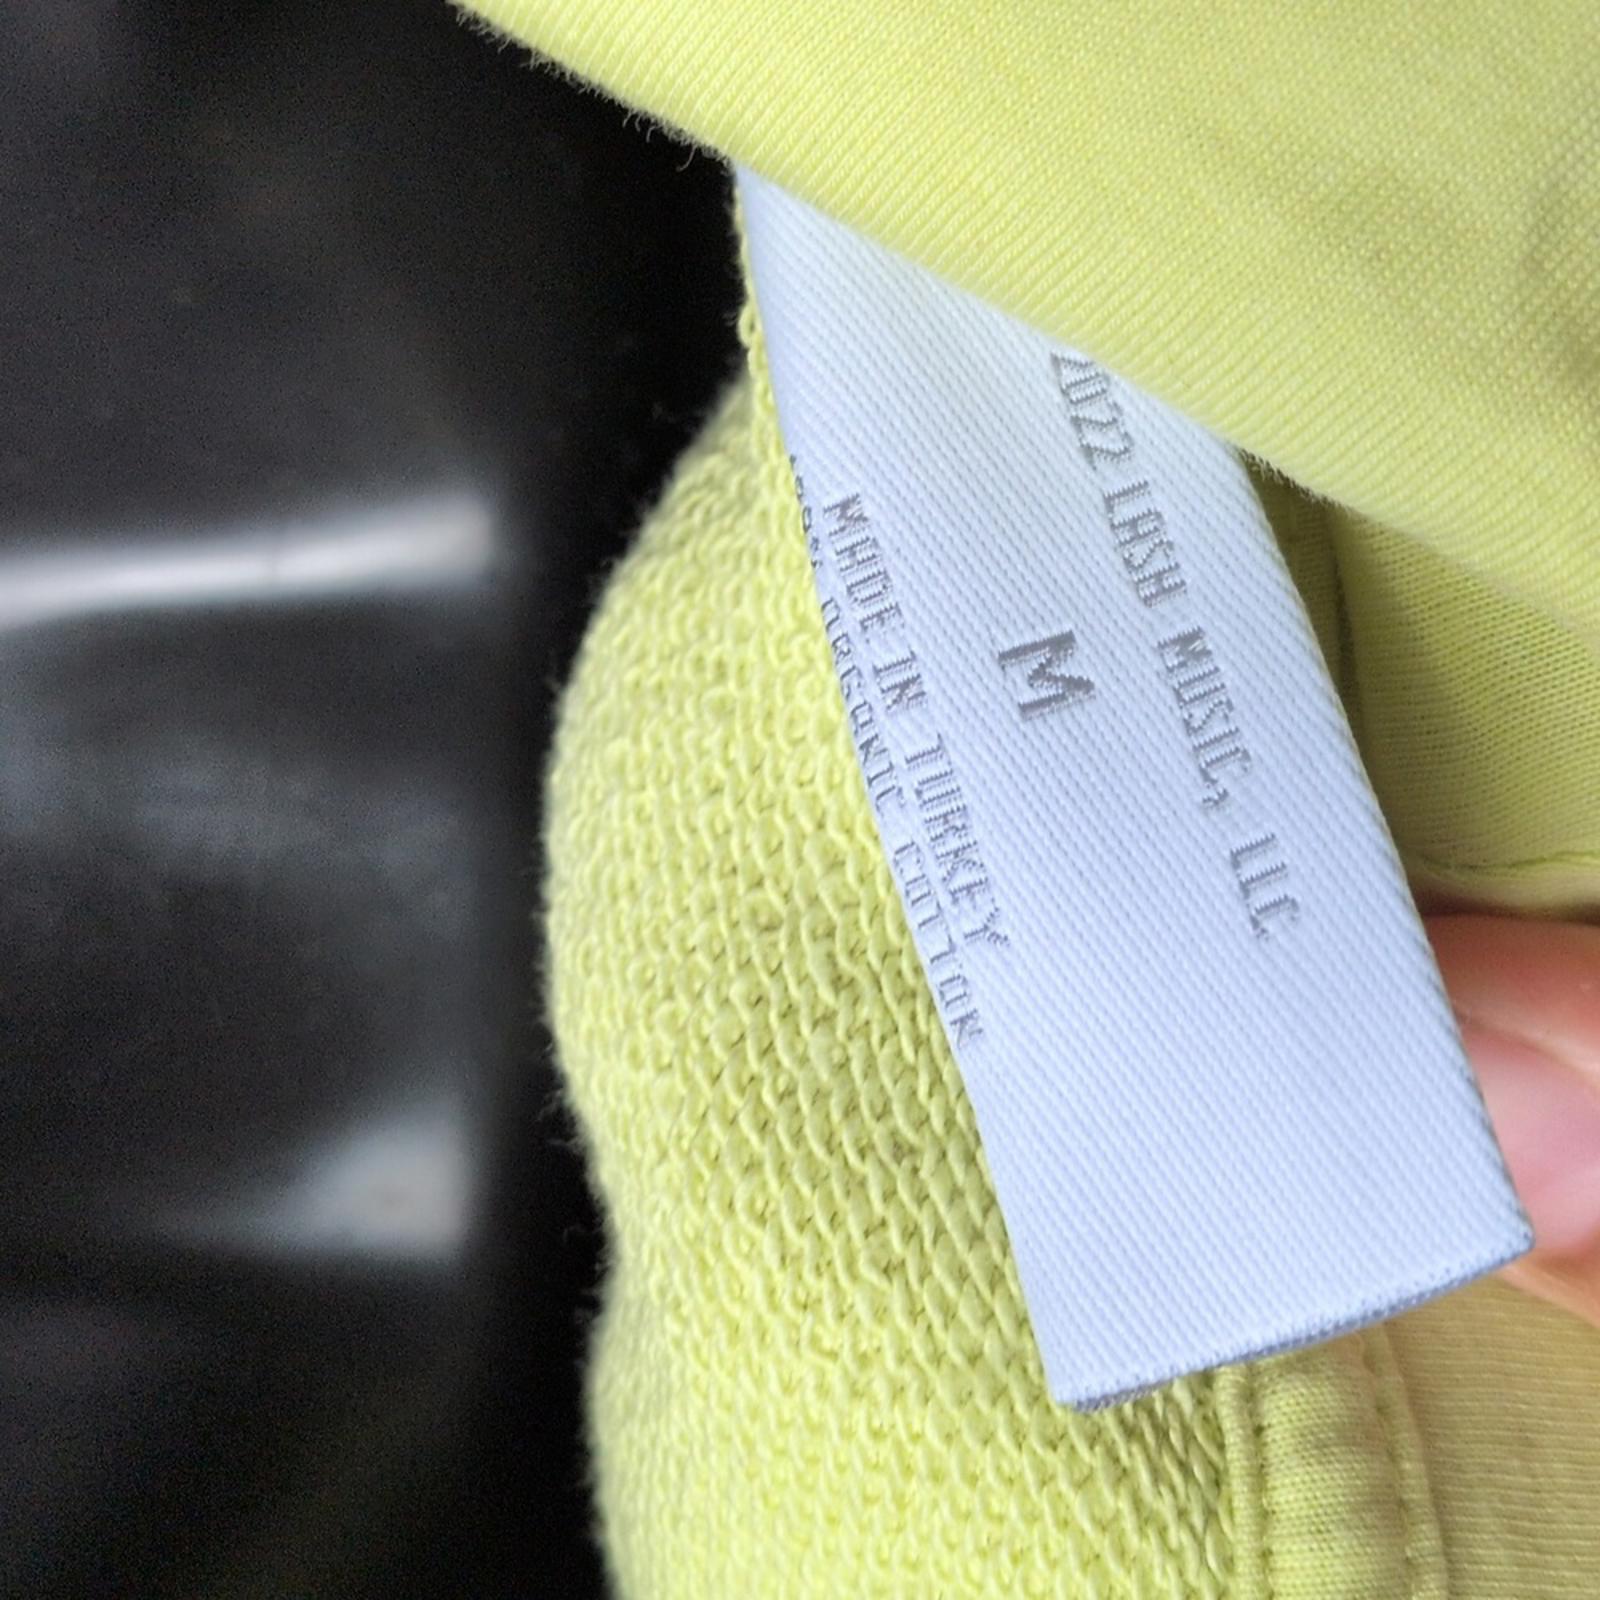 2022 LASH MUSIC, LLC
M
MADE IN TURKEY
ORGANIC COTTON